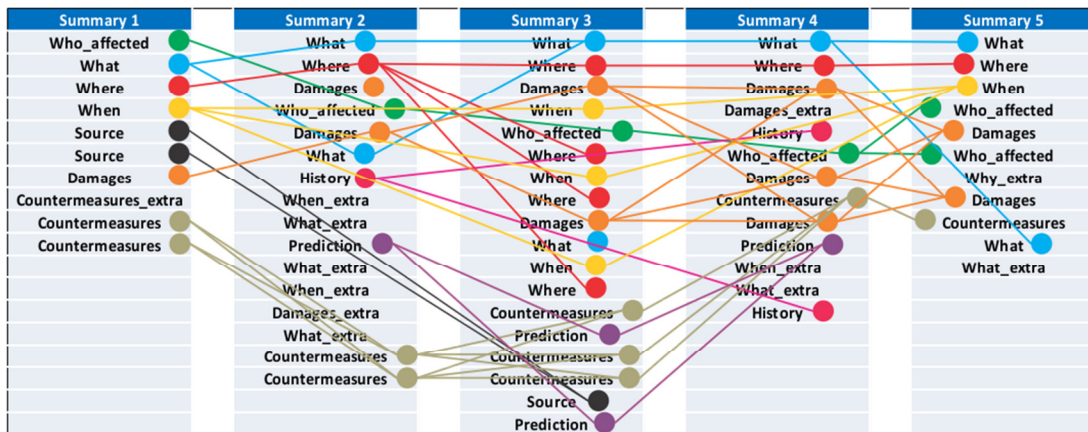 Summary 1 Summary 2 Summary 3 Summary 4 Summary 5
Who_affected What What What What
What Where Where Where Where
Where Damages Damages Damages When
When Who_affected When Damages_extra Who_affected
Source Damages Who_affected History Damages
Source What Where Who_affected Who_affected
Damages History When Damages Why_extra
Countermeasures_extra When_extra Where Countermeasures Damages
Countermeasures What_extra Damages Damages Countermeasures
Countermeasures Prediction What Prediction What
What_extra When When_extra What_extra
When_extra Where What_extra
Damages_extra Countermeasures History
What_extra Prediction
Countermeasures Countermeasures
Countermeasures Countermeasures
Source
Prediction